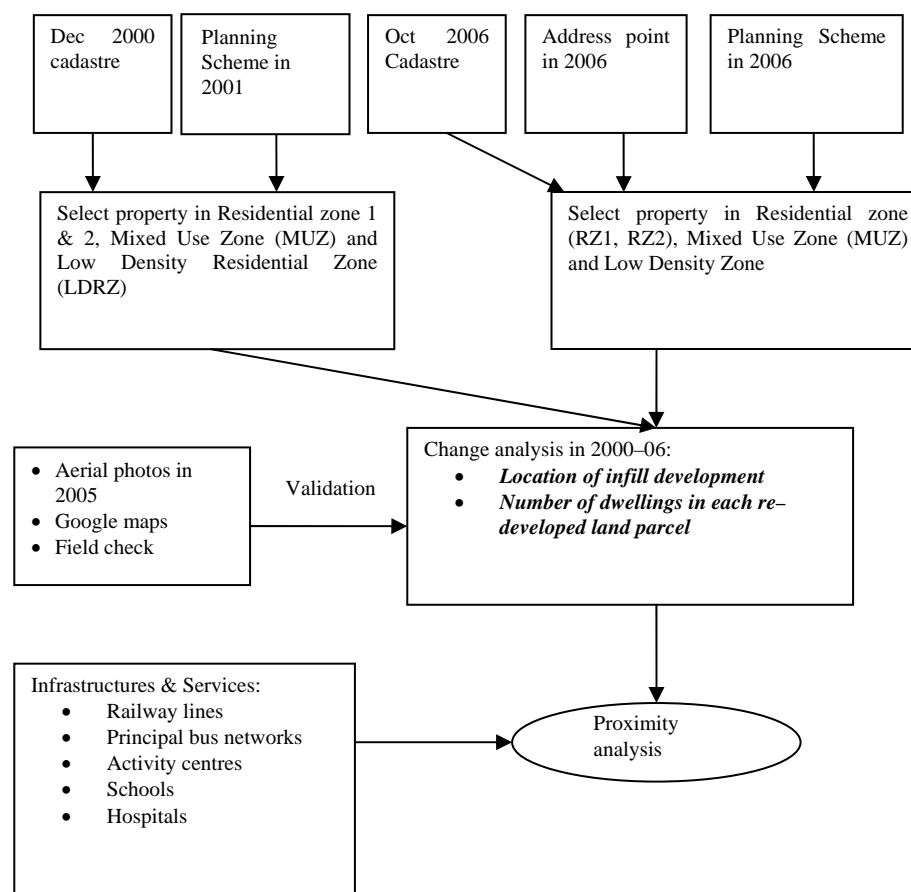 Dec 2000
cadastre
Planning
Scheme in
2001
Oct 2006
Cadastre
Address point
in 2006
Planning Scheme
in 2006
Select property in Residential zone
1 & 2, Mixed Use Zone (MUZ) and
Low Density Residential Zone
(LDRZ)
Select property in Residential zone
(RZ1, RZ2), Mixed Use Zone (MUZ)
and Low Density Zone
• Aerial photos in
2005
• Google maps
• Field check
Validation
Change analysis in 2000–06:
• Location of infill development
• Number of dwellings in each re–
developed land parcel
Infrastructures & Services:
• Railway lines
• Principal bus networks
• Activity centres
• Schools
• Hospitals
Proximity
analysis